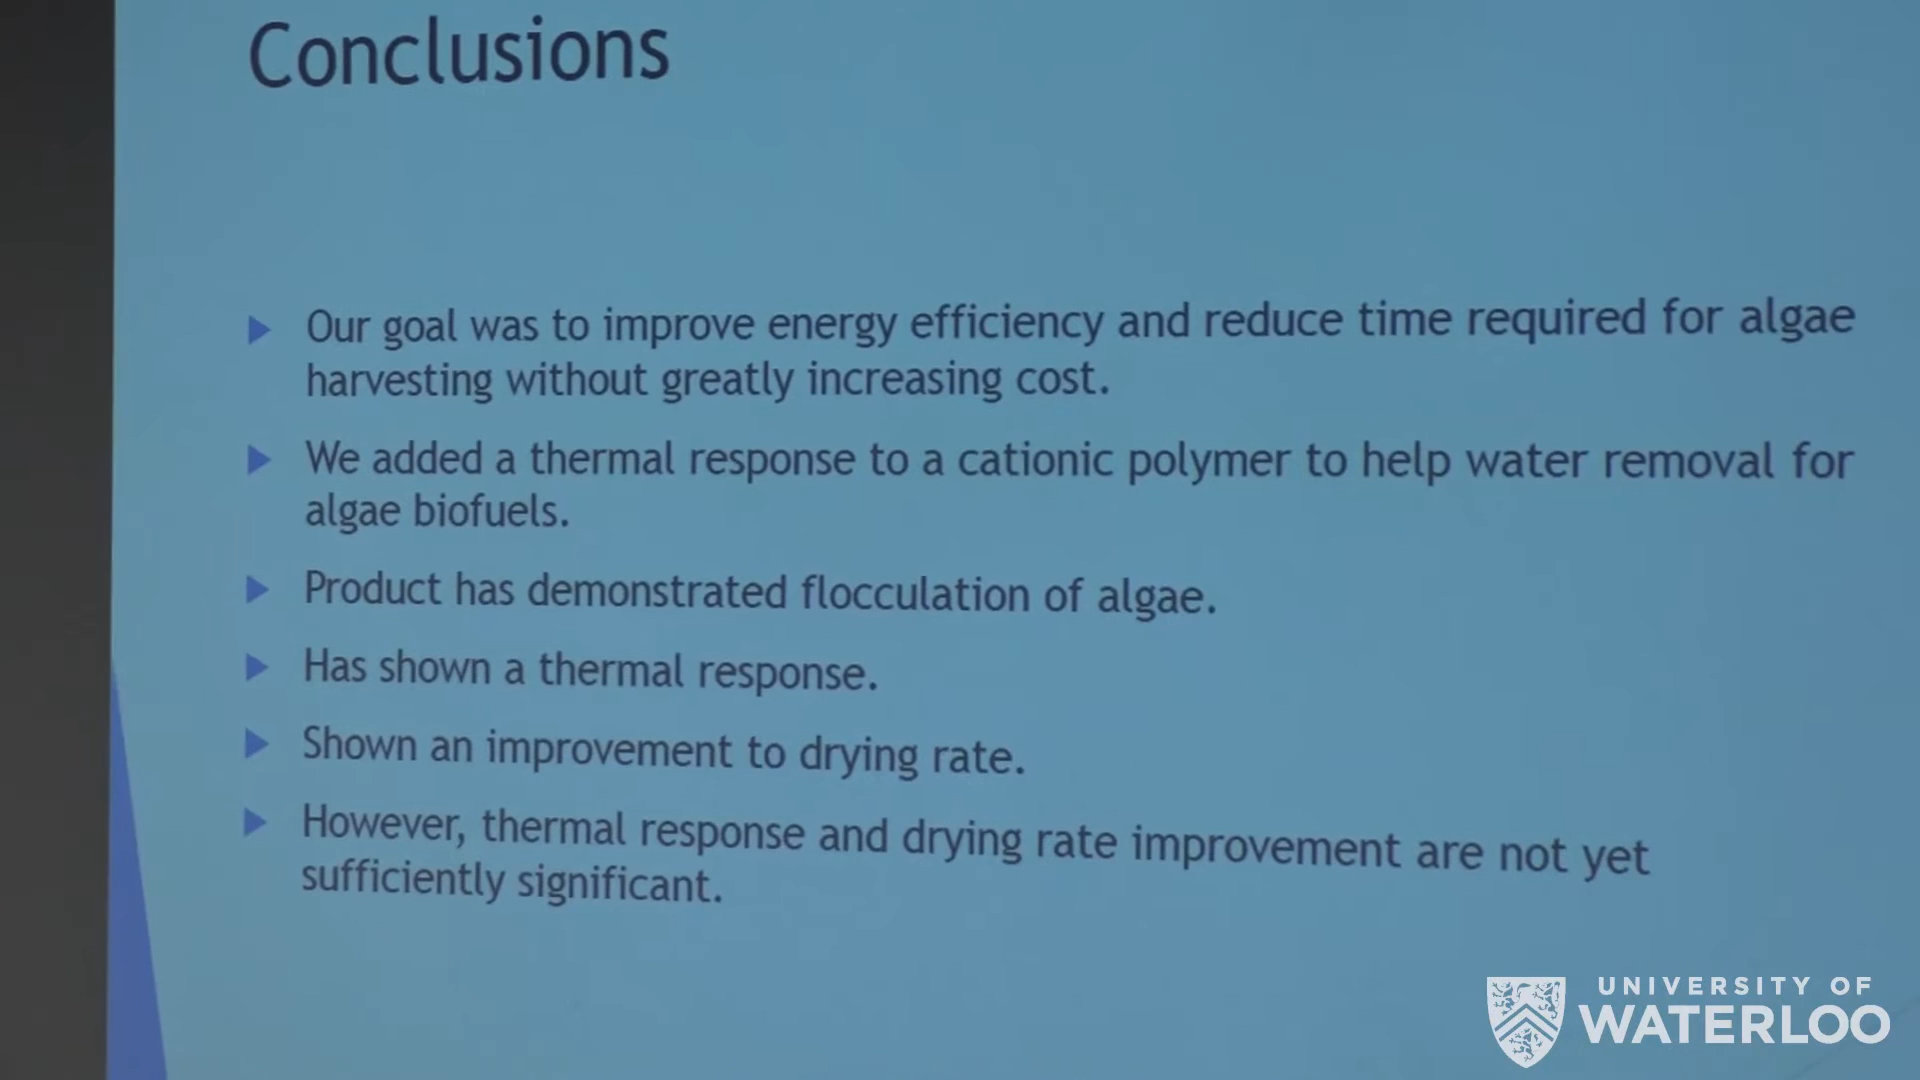 Conclusions
Our goal was to improve energy efficiency and reduce time required for algae
harvesting without greatly increasing cost.
We added a thermal response to a cationic polymer to help water removal for
algae biofuels.
Product has demonstrated flocculation of algae.
Has shown a thermal response.
Shown an improvement to drying rate.
However, thermal response and drying rate improvement are not yet
sufficiently significant.
UNIVERSITY OF
WATERLOO